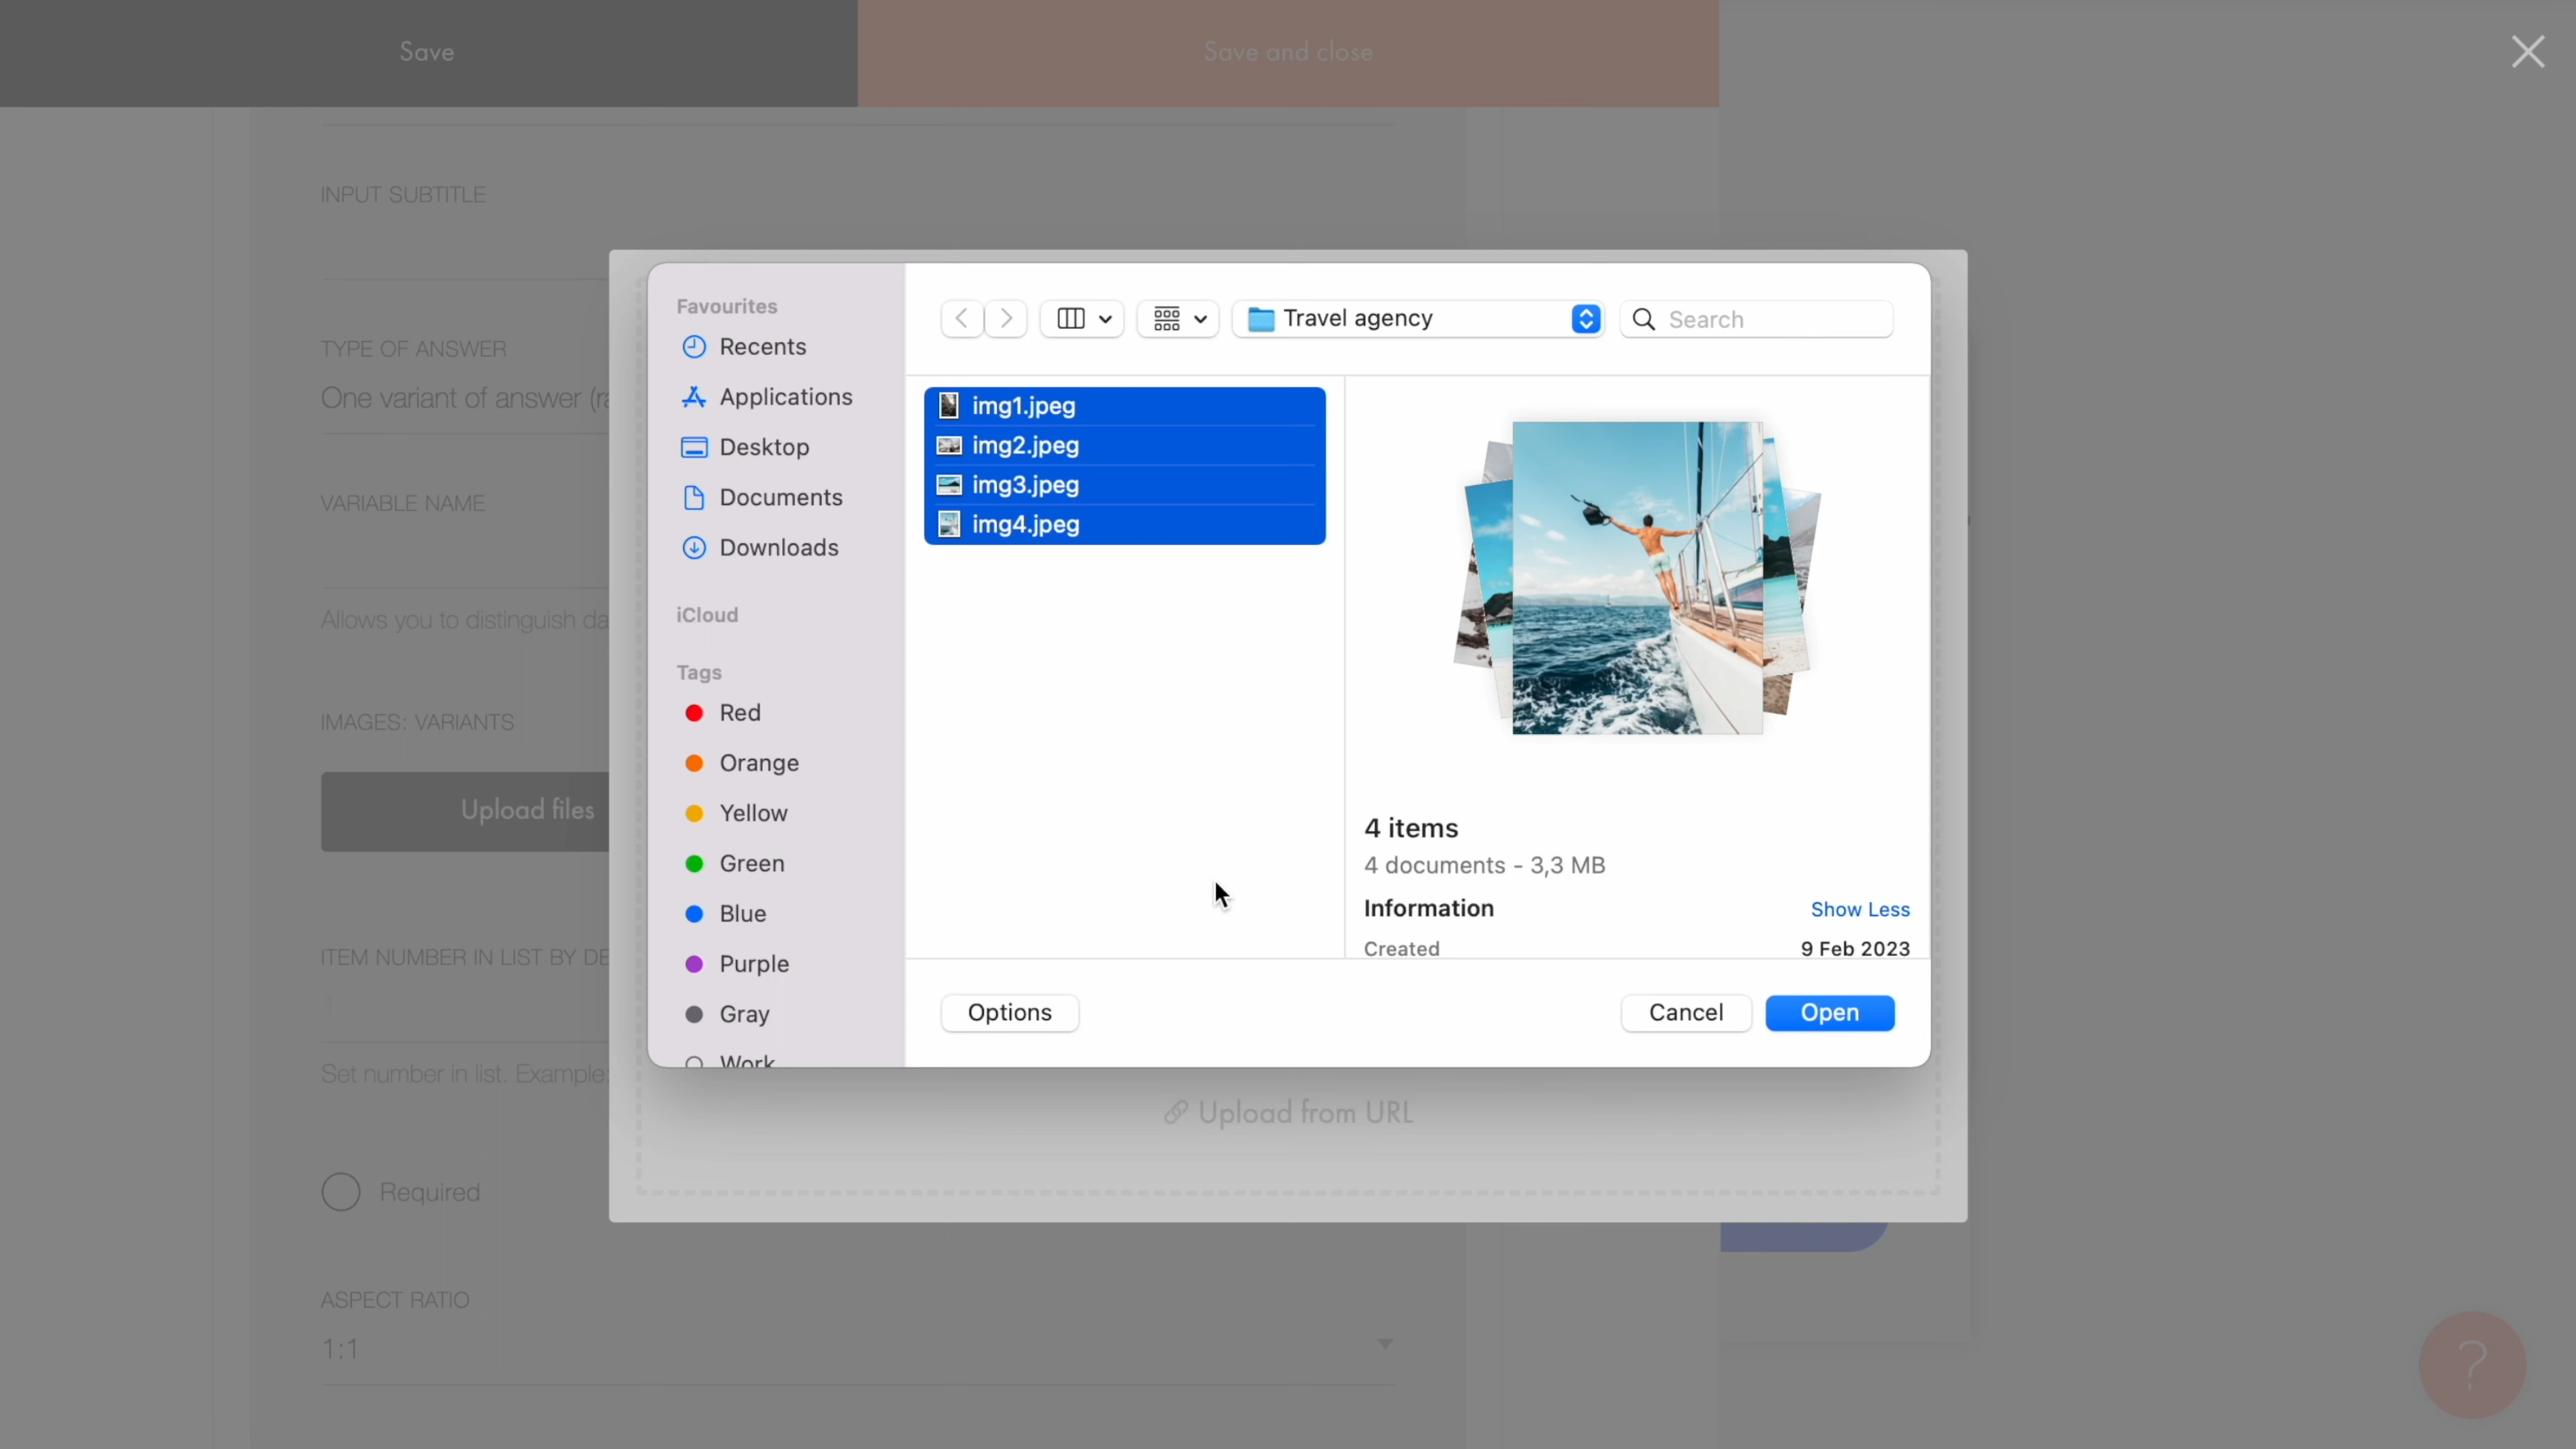 Save
Save and close
INPUT SUBTITLE
TYPE OF ANSWER
One variant of answer
VARIABLE NAME
Allows you to distinguish
IMAGES: VARIANTS
Upload files
ITEM NUMBER IN LIST BY
Set number in list. Example:
Required
ASPECT RATIO
1:1
Favourites
Recents
Applications
Desktop
Documents
Downloads
iCloud
Tags
Red
Orange
Yellow
Green
Blue
Purple
Gray
Work
Travel agency
Search
img1.jpeg
img2.jpeg
img3.jpeg
img4.jpeg
4 items
4 documents - 3,3 MB
Information
Show Less
Created
9 Feb 2023
Options
Cancel
Open
Upload from URL
?